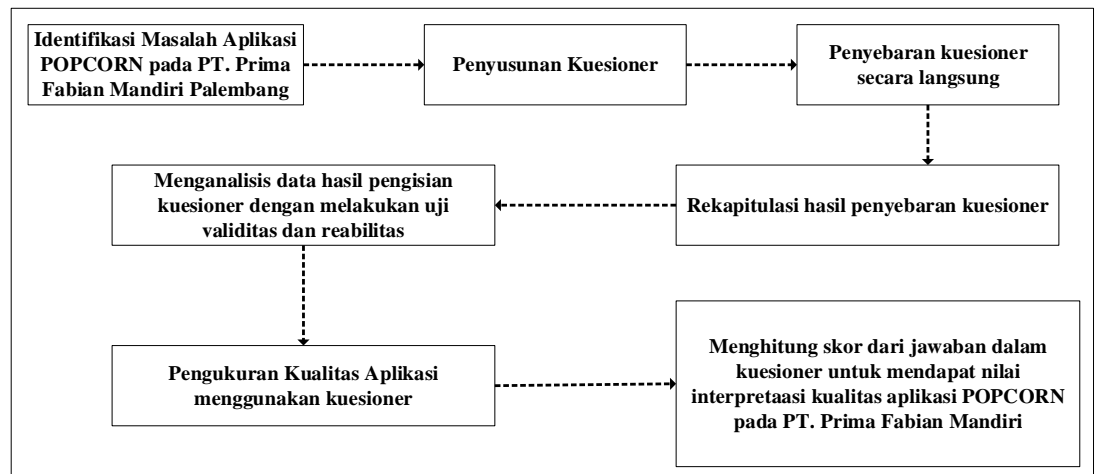 Identifikasi Masalah Aplikasi
POPCORN pada PT. Prima
Fabian Mandiri Palembang
Penyusunan Kuesioner
Penyebaran kuesioner
secara langsung
Rekapitulasi hasil penyebaran kuesioner
Menganalisis data hasil pengisian
kuesioner dengan melakukan uji
validitas dan reabilitas
Pengukuran Kualitas Aplikasi
menggunakan kuesioner
Menghitung skor dari jawaban dalam
kuesioner untuk mendapat nilai
interpretaasi kualitas aplikasi POPCORN
pada PT. Prima Fabian Mandiri